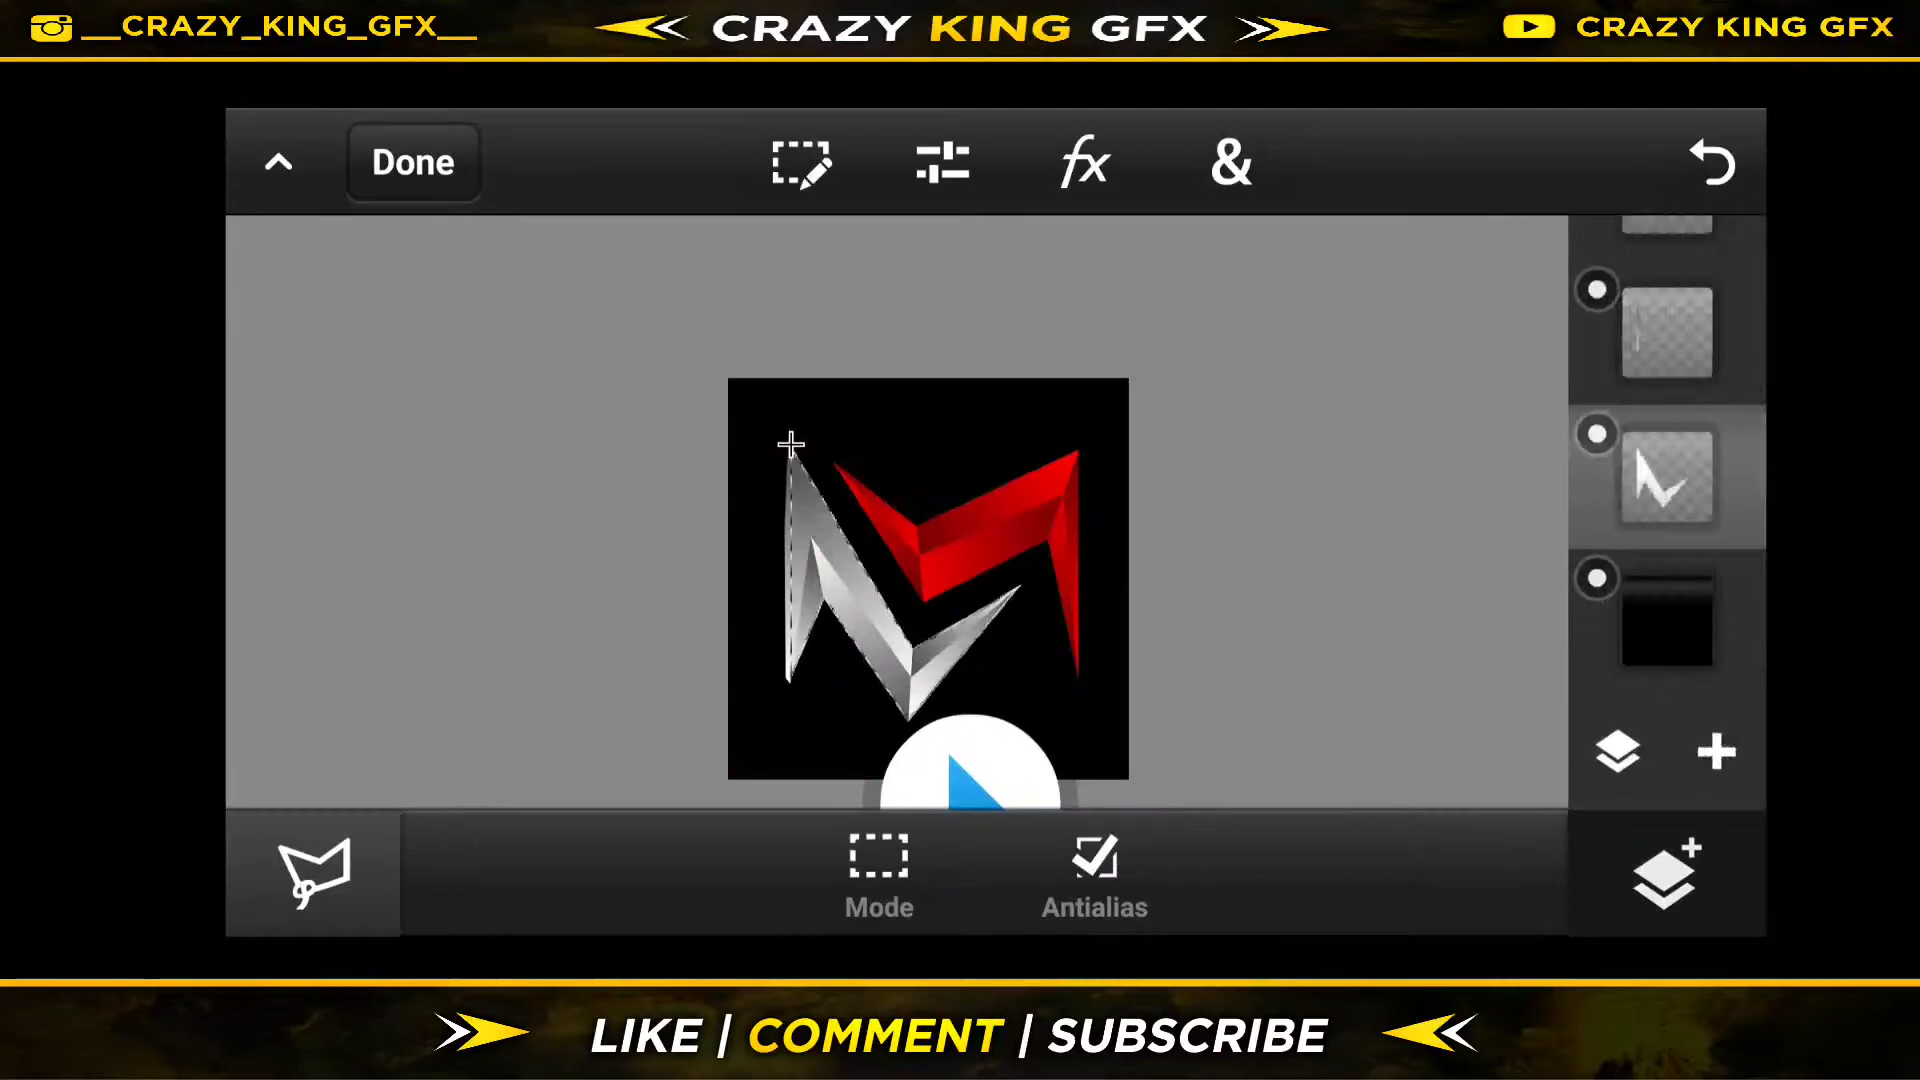 __CRAZY_KING_GFX__
CRAZY KING GFX
CRAZY KING GFX
Done
fx
&
Mode
Antialias
LIKE | COMMENT | SUBSCRIBE